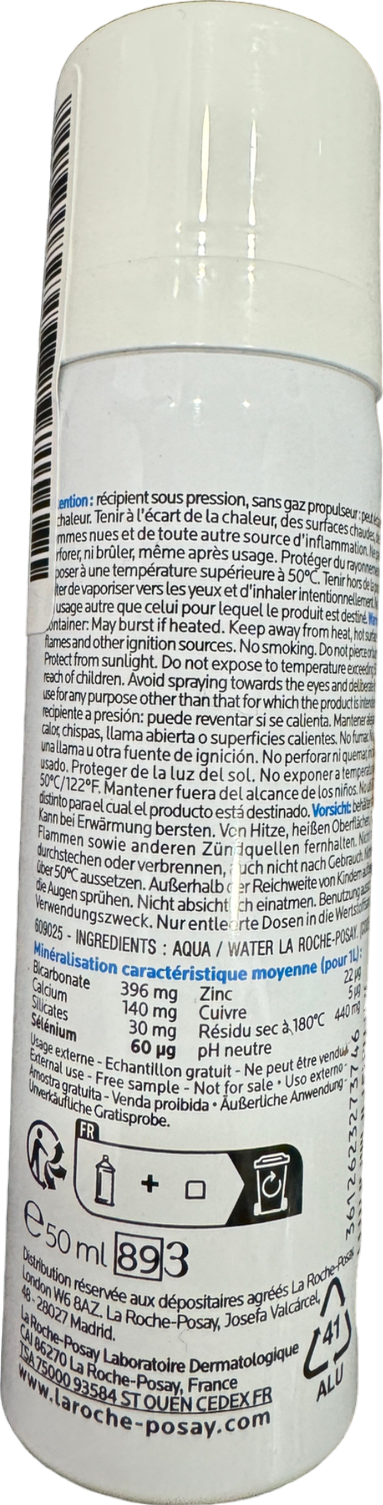 ention : récipient sous pression, sans gaz propulseur : peut
chaleur. Tenir à l'écart de la chaleur, des surfaces chaudes,
mmes nues et de toute autre source d'inflammation. Ne
rforer, ni brûler, même après usage. Protéger du rayonnem
poser à une température supérieure à 50°C. Tenir hors de
ter de vaporiser vers les yeux et d'inhaler intentionnellement.
usage autre que celui pour lequel le produit est destiné.
ontainer: May burst if heated. Keep away from heat, hot surfa
flames and other ignition sources. No smoking. Do not pierce or
Protect from sunlight. Do not expose to temperature exceeding
reach of children. Avoid spraying towards the eyes and deliberate
use for any purpose other than that for which the product is intende
recipiente a presión: puede reventar si se calienta. Mantener
calor, chispas, llama abierta o superficies calientes. No fumar.
una llama u otra fuente de ignición. No perforar ni quemar,
usado. Proteger de la luz del sol. No exponer a tempera
50°C/122°F. Mantener fuera del alcance de los niños. No
distinto para el cual el producto está destinado. Vorsicht:
Kann bei Erwärmung bersten. Von Hitze, heißen Oberflächen,
Flammen sowie anderen Zündquellen fernhalten. Nicht
durchstechen oder verbrennen, auch nicht nach Gebrauch.
über 50°C aussetzen. Außerhalb der Reichweite von Kindern
die Augen sprühen. Nicht absichtlich einatmen. Benutzung
Verwendungszweck. Nur entleerte Dosen in die Wertstoff
609025 - INGREDIENTS : AQUA / WATER LA ROCHE-POSAY.
Minéralisation caractéristique moyenne (pour 1L) :
Bicarbonate 396 mg Zinc 22 µg
Calcium 140 mg Cuivre 5 µg
Silicates 30 mg Résidu sec à 180°C 440 mg
Sélénium 60 µg pH neutre
Usage externe - Echantillon gratuit - Ne peut être vendu
External use - Free sample - Not for sale • Uso externo -
Amostra gratuita - Venda proibida • Äußerliche Anwendung -
Unverkäufliche Gratisprobe.
FR
+
e 50 ml 893
3612623273746
Distribution réservée aux dépositaires agréés La Roche-Posay
London W6 8AZ. La Roche-Posay, Josefa Valcárcel,
48 - 28027 Madrid.
La Roche-Posay Laboratoire Dermatologique
CAI 86270 La Roche-Posay, France
TSA 75000 93584 ST OUEN CEDEX FR
www.laroche-posay.com
41
ALU